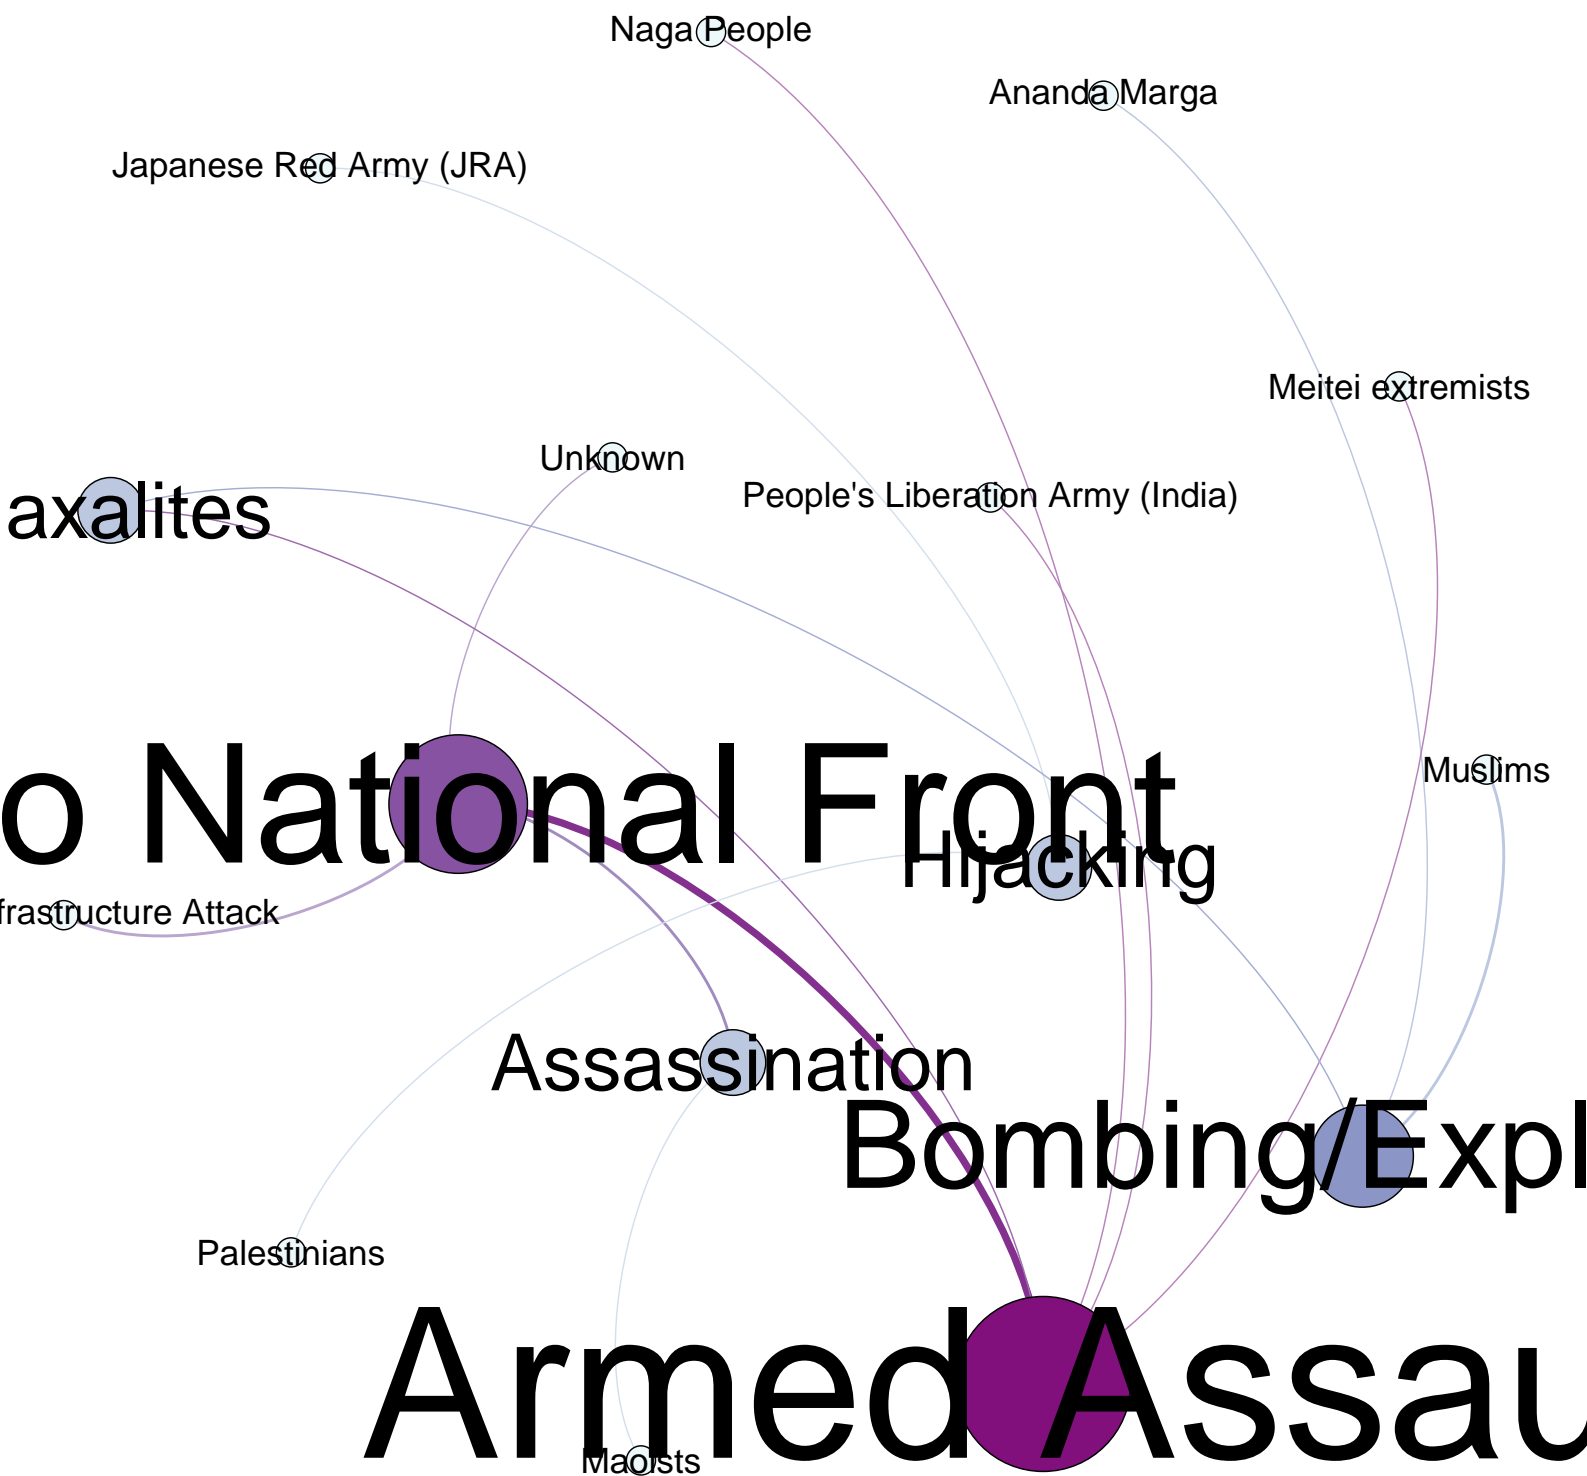 Naga People
Ananda Marga
Japanese Red Army (JRA)
Meitei extremists
Unknown
People's Liberation Army (India)
axalites
Muslims
o National Front
Hijacking
frastructure Attack
Assassination
Bombing/Expl
Palestinians
Armed Assau
Maoists